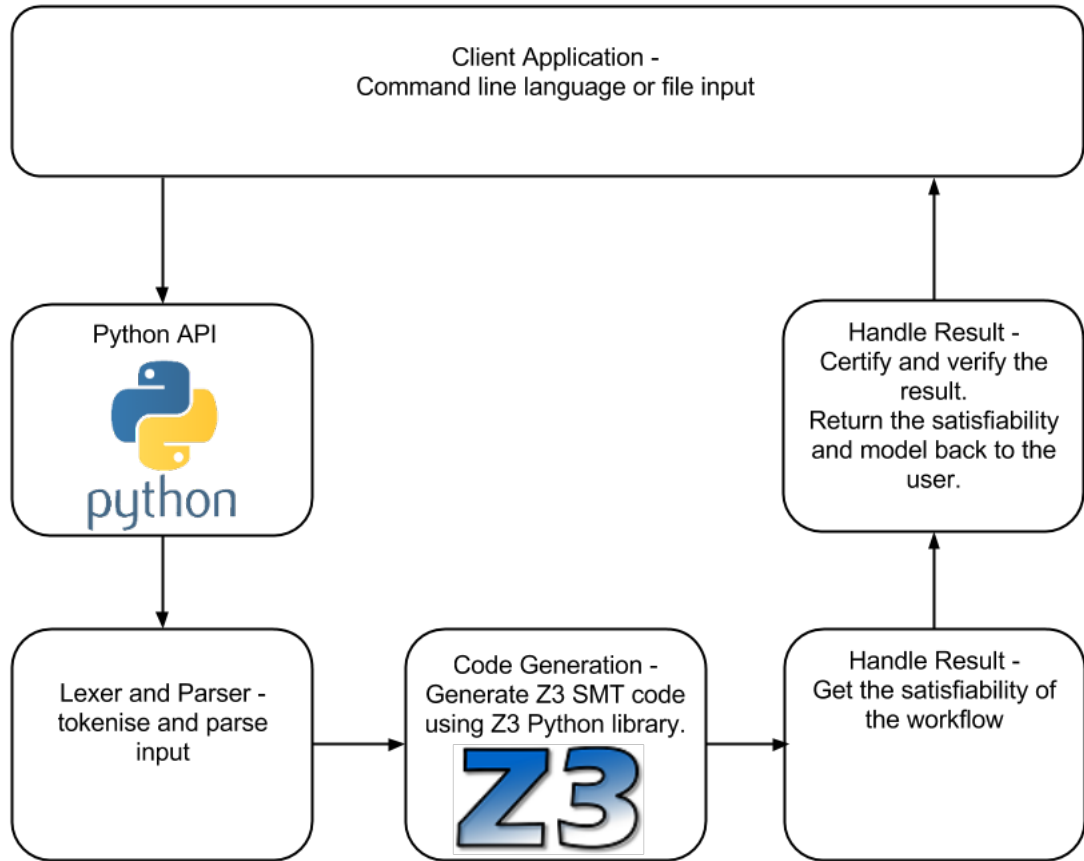 Client Application -
Command line language or file input
Python API
python
Lexer and Parser -
tokenise and parse
input
Code Generation -
Generate Z3 SMT code
using Z3 Python library.
Z3
Handle Result -
Get the satisfiability of
the workflow
Handle Result -
Certify and verify the
result.
Return the satisfiability
and model back to the
user.